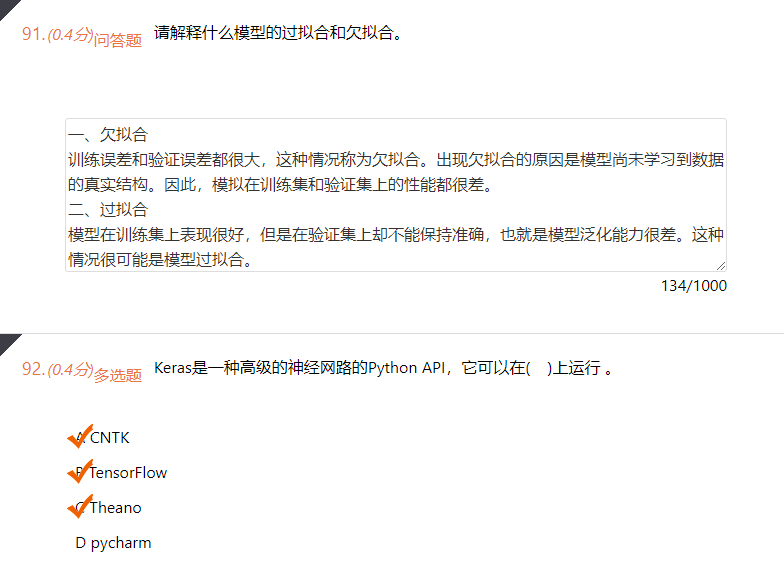 91.(0.4分)问答题 请解释什么模型的过拟合和欠拟合。
一、欠拟合
训练误差和验证误差都很大，这种情况称为欠拟合。出现欠拟合的原因是模型尚未学习到数据
的真实结构。因此，模拟在训练集和验证集上的性能都很差。
二、过拟合
模型在训练集上表现很好，但是在验证集上却不能保持准确，也就是模型泛化能力很差。这种
情况很可能是模型过拟合。
134/1000
92.(0.4分)多选题 Keras是一种高级的神经网路的Python API，它可以在( )上运行 。
A CNTK
B TensorFlow
C Theano
D pycharm